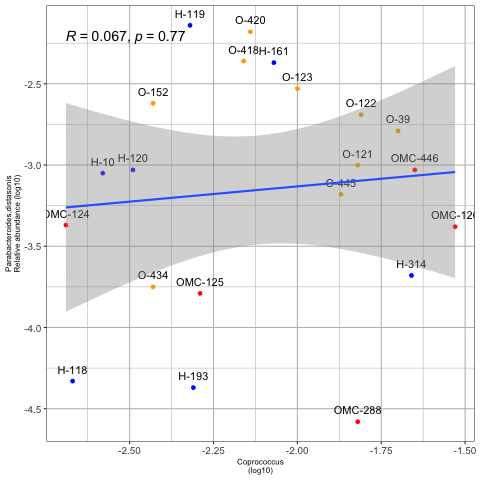 H-119
O-420
R = 0.067, p = 0.77
O-418
H-161
O-123
O-152
O-122
O-39
O-121
OMC-446
H-10
H-120
O-445
OMC-124
OMC-126
H-314
O-434
OMC-125
H-118
H-193
OMC-288
-2.5
-3.0
-3.5
-4.0
-4.5
-2.50
-2.25
-2.00
-1.75
-1.50
Parabacteroides.distasonis
Relative abundance (log10)
Coprococcus
(log10)